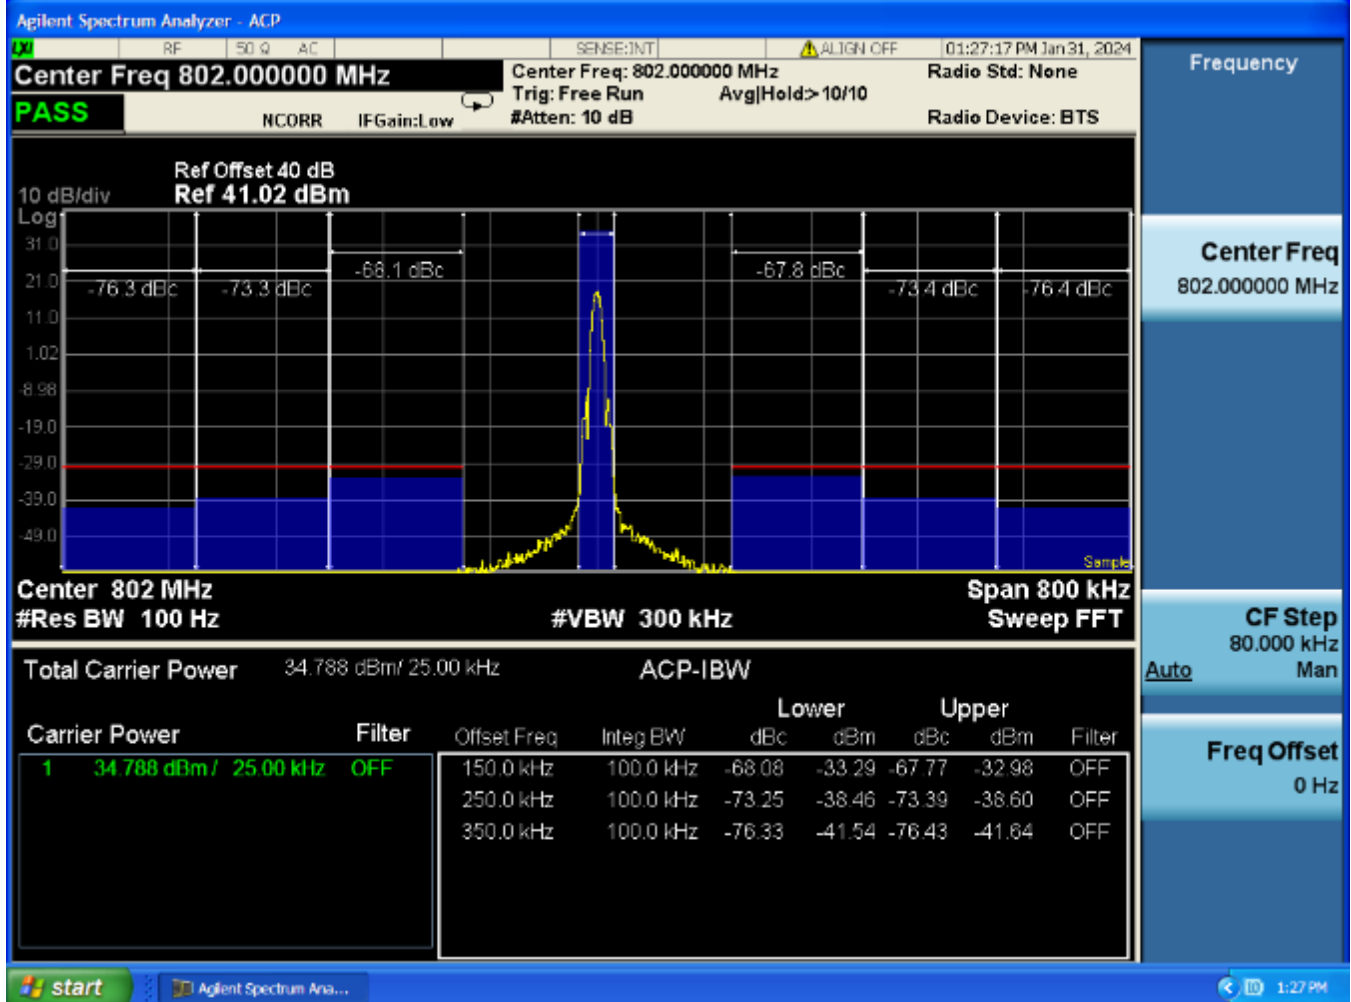 Agilent Spectrum Analyzer - ACP
LXI RF 50 Ω AC SENSE:INT ALIGN OFF 01:27:17 PM Jan 31, 2024
Center Freq 802.000000 MHz
Center Freq: 802.000000 MHz Radio Std: None
Trig: Free Run Avg|Hold:>10/10
PASS NCORR IFGain:Low #Atten: 10 dB Radio Device: BTS
Frequency
Ref Offset 40 dB
10 dB/div Ref 41.02 dBm
Log
31.0
-68.1 dBc -67.8 dBc
21.0 -76.3 dBc -73.3 dBc -73.4 dBc -76.4 dBc
11.0
1.02
-8.98
-19.0
-29.0
-39.0
-49.0
Sample
Center 802 MHz Span 800 kHz
#Res BW 100 Hz #VBW 300 kHz Sweep FFT
Center Freq
802.000000 MHz
CF Step
80.000 kHz
Auto Man
Freq Offset
0 Hz
Total Carrier Power 34.788 dBm/ 25.00 kHz ACP-IBW
Lower Upper
Carrier Power Filter Offset Freq Integ BW dBc dBm dBc dBm Filter
1 34.788 dBm / 25.00 kHz OFF 150.0 kHz 100.0 kHz -68.08 -33.29 -67.77 -32.98 OFF
250.0 kHz 100.0 kHz -73.25 -38.46 -73.39 -38.60 OFF
350.0 kHz 100.0 kHz -76.33 -41.54 -76.43 -41.64 OFF
start Agilent Spectrum Ana... 1:27 PM